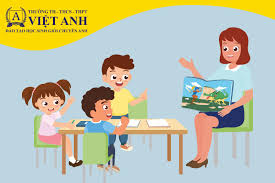 TRƯỜNG TH - THCS - THPT
VIỆT ANH
ĐÀO TẠO HỌC SINH GIỎI CHUYÊN ANH